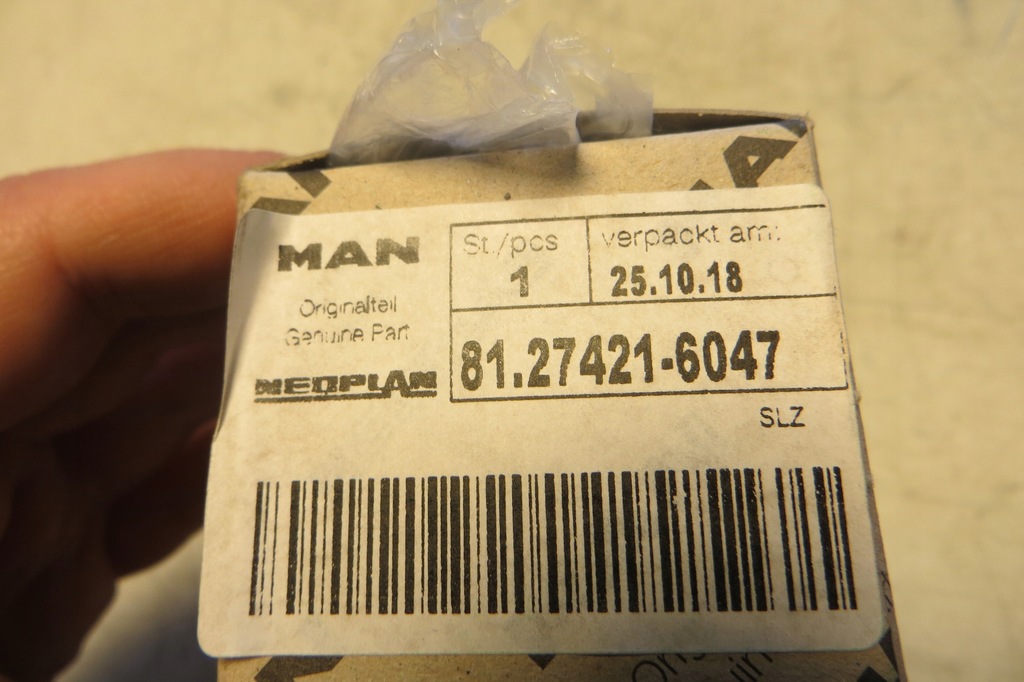 MAN
Originalteil
Genuine Part
NEOPLAN
St./pcs
1
verpackt am:
25.10.18
81.27421-6047
SLZ